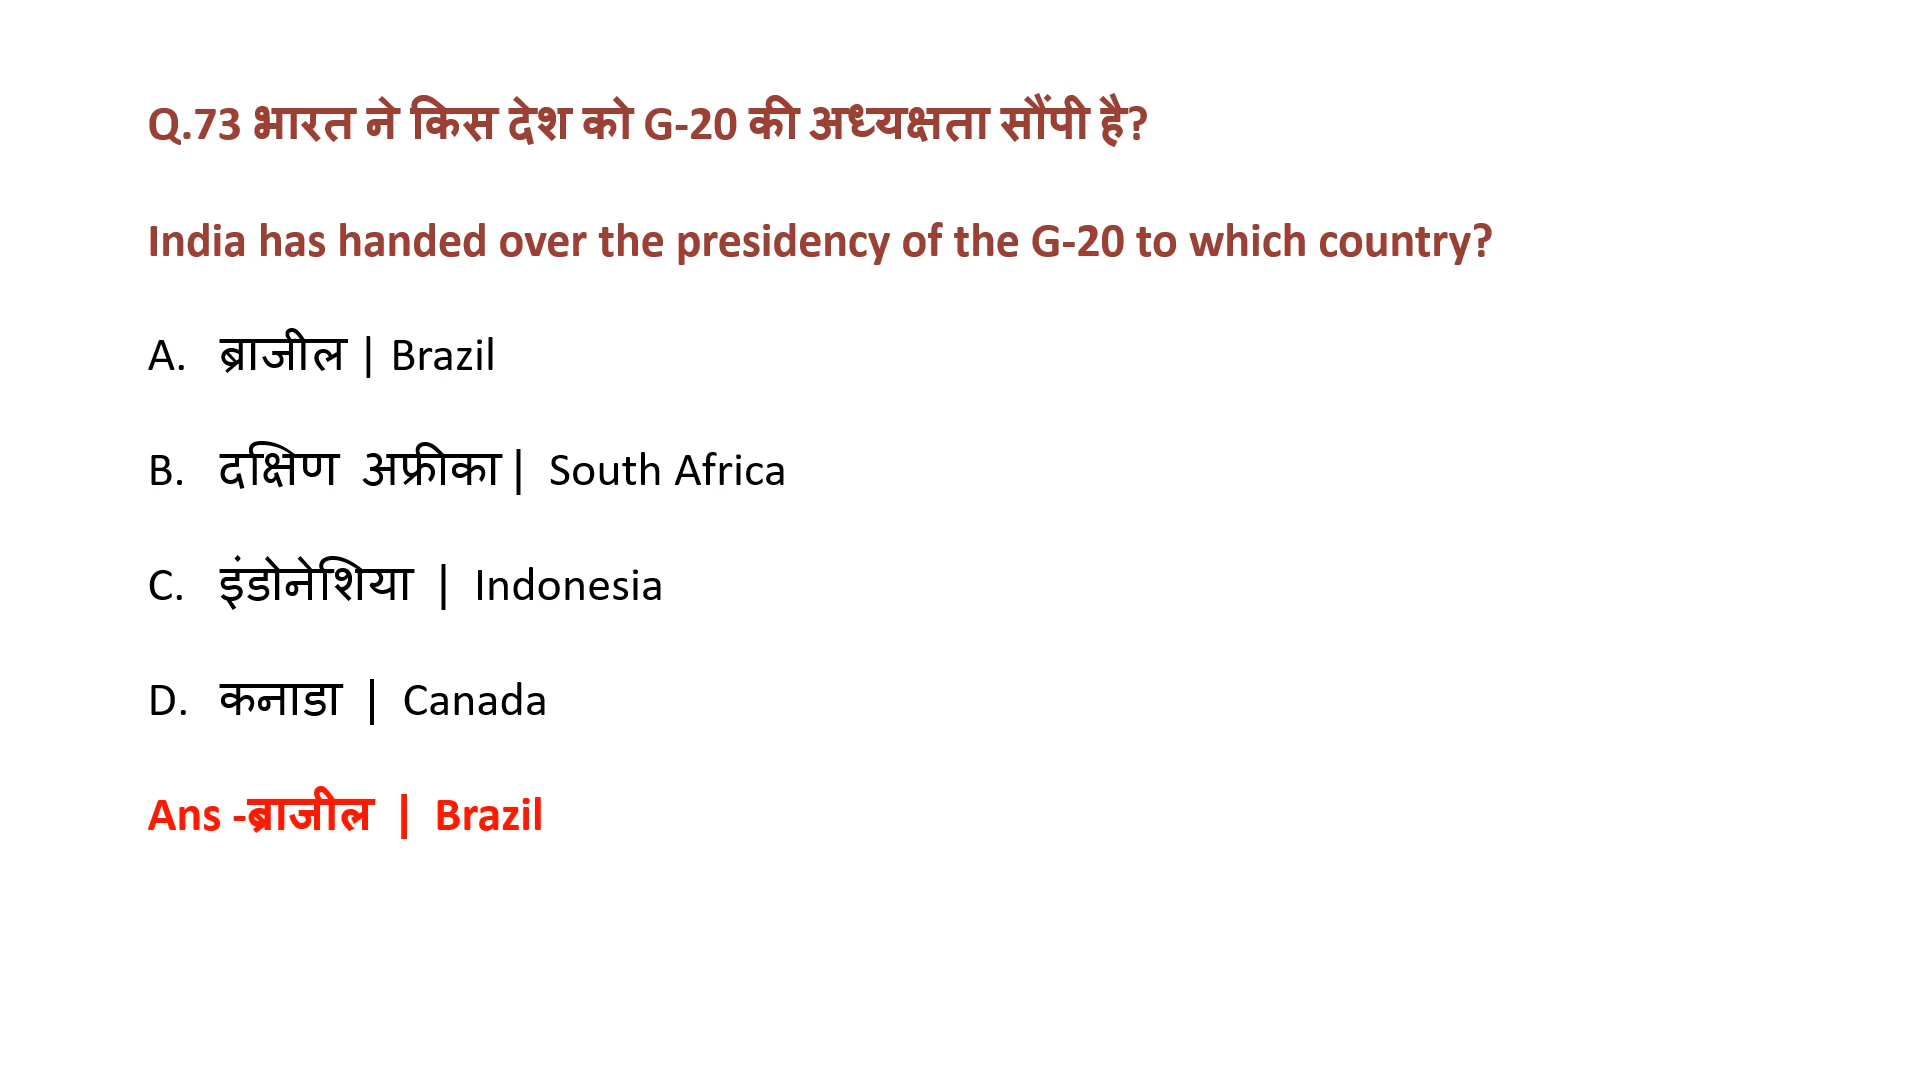 Q.73 भारत ने किस देश को G-20 की अध्यक्षता सौंपी है?
India has handed over the presidency of the G-20 to which country?
A. ब्राजील | Brazil
B. दक्षिण अफ्रीका | South Africa
C. इंडोनेशिया | Indonesia
D. कनाडा | Canada
Ans -ब्राजील | Brazil